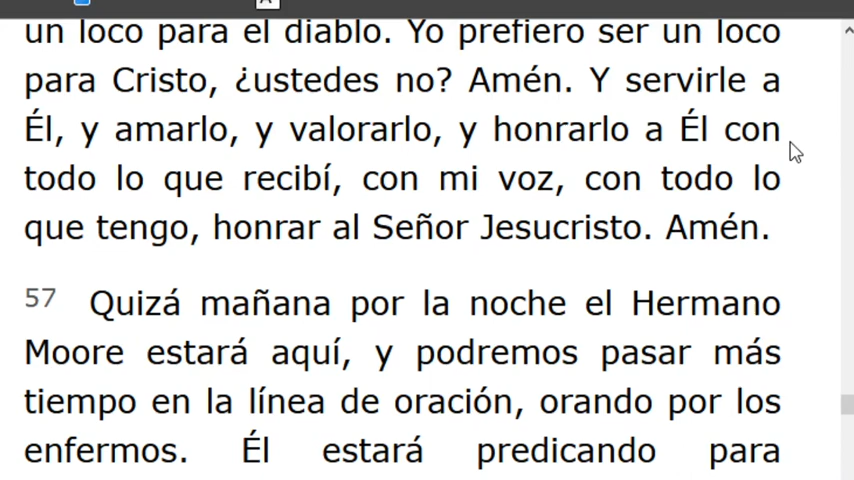 un loco para el diablo. Yo prefiero ser un loco
para Cristo, ¿ustedes no? Amén. Y servirle a
Él, y amarlo, y valorarlo, y honrarlo a Él con
todo lo que recibí, con mi voz, con todo lo
que tengo, honrar al Señor Jesucristo. Amén.
57 Quizá mañana por la noche el Hermano
Moore estará aquí, y podremos pasar más
tiempo en la línea de oración, orando por los
enfermos. Él estará predicando para